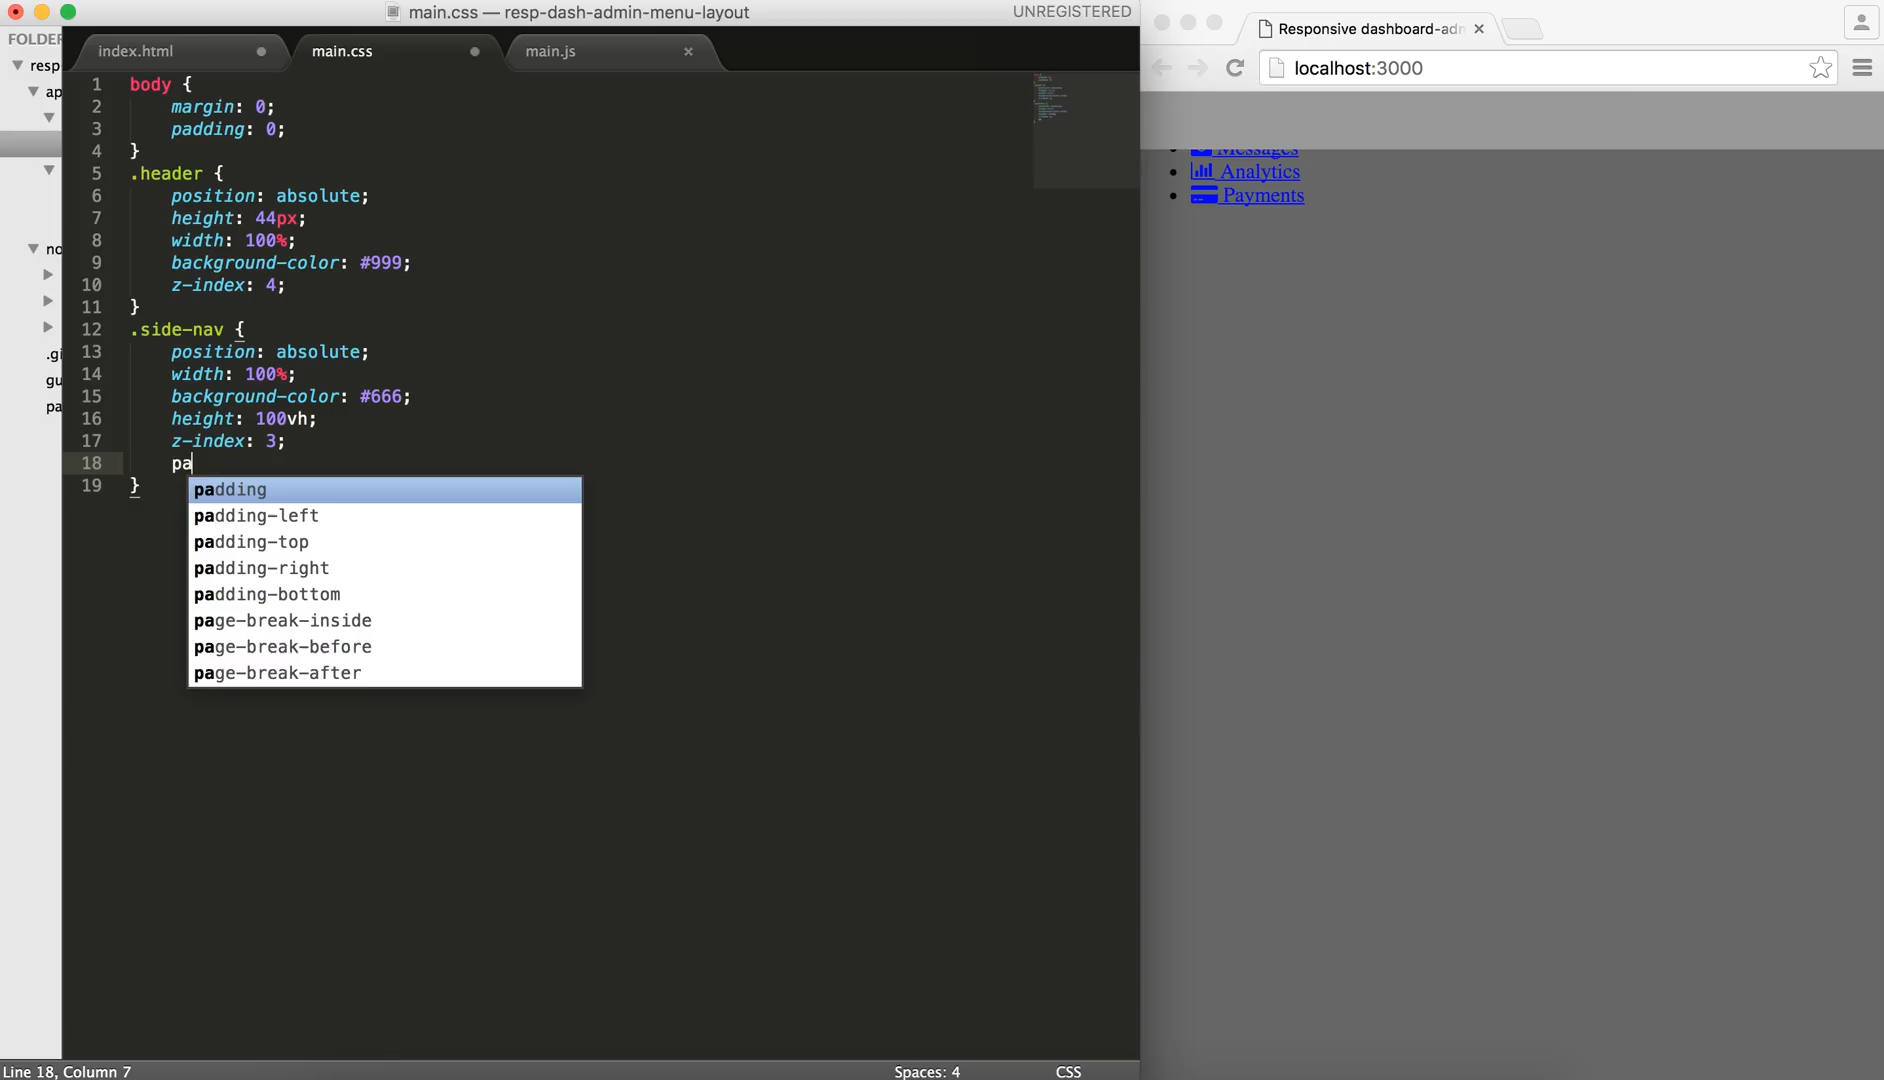 main.css — resp-dash-admin-menu-layout
UNREGISTERED
FOLDER
resp
ap
no
.gi
gu
pa
index.html
main.css
main.js
1 body {
2 margin: 0;
3 padding: 0;
4 }
5 .header {
6 position: absolute;
7 height: 44px;
8 width: 100%;
9 background-color: #999;
10 z-index: 4;
11 }
12 .side-nav {
13 position: absolute;
14 width: 100%;
15 background-color: #666;
16 height: 100vh;
17 z-index: 3;
18 pa
19 }
padding
padding-left
padding-top
padding-right
padding-bottom
page-break-inside
page-break-before
page-break-after
Line 18, Column 7
Spaces: 4
CSS
Responsive dashboard-adm
localhost:3000
Messages
Analytics
Payments